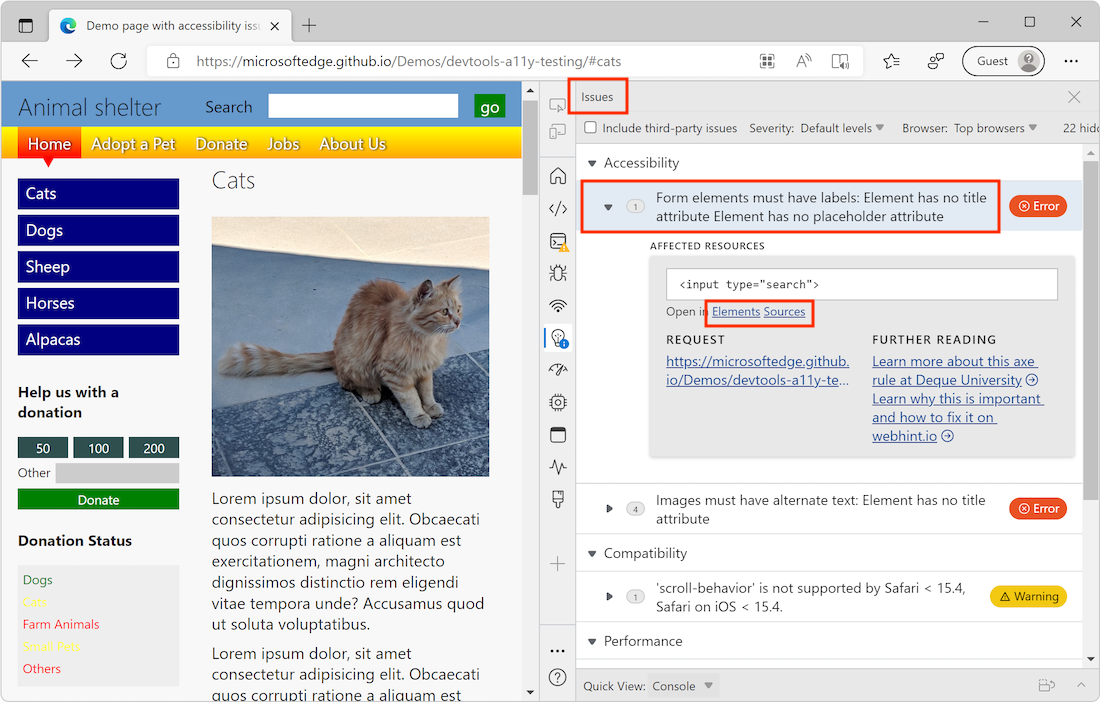 Demo page with accessibility issu
https://microsoftedge.github.io/Demos/devtools-a11y-testing/#cats
Guest
Animal shelter
Search
go
Home Adopt a Pet Donate Jobs About Us
Cats
Dogs
Sheep
Horses
Alpacas
Help us with a
donation
50 100 200
Other
Donate
Donation Status
Dogs
Cats
Farm Animals
Small Pets
Others
Cats
Lorem ipsum dolor, sit amet
consectetur adipisicing elit. Obcaecati
quos corrupti ratione a aliquam est
exercitationem, magni architecto
dignissimos distinctio rem eligendi
vitae tempora unde? Accusamus quod
ut soluta voluptatibus.
Lorem ipsum dolor, sit amet
consectetur adipisicing elit. Obcaecati
quos corrupti ratione a aliquam est
Issues
Include third-party issues Severity: Default levels Browser: Top browsers 22 hidd
Accessibility
1
Form elements must have labels: Element has no title
attribute Element has no placeholder attribute
Error
AFFECTED RESOURCES
<input type="search">
Open in Elements Sources
REQUEST
https://microsoftedge.github.
io/Demos/devtools-a11y-te...
FURTHER READING
Learn more about this axe
rule at Deque University
Learn why this is important
and how to fix it on
webhint.io
4
Images must have alternate text: Element has no title
attribute
Error
Compatibility
1
'scroll-behavior' is not supported by Safari < 15.4,
Safari on iOS < 15.4.
Warning
Performance
Quick View: Console